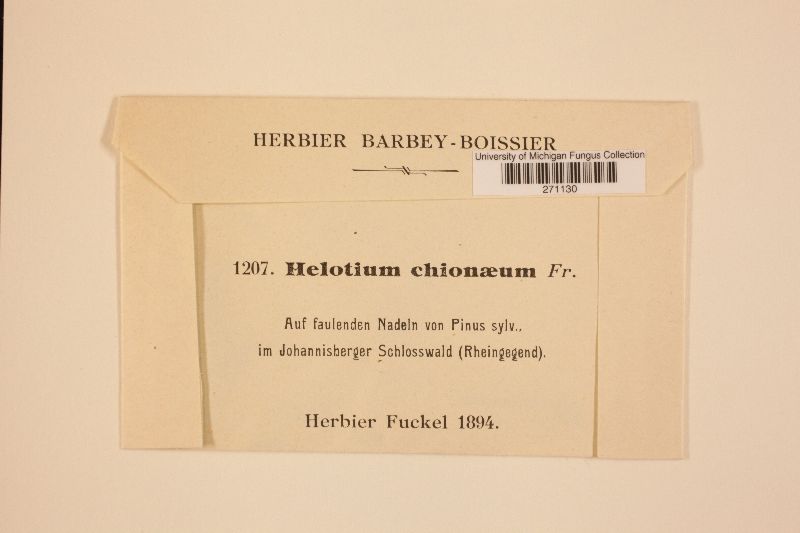 HERBIER BARBEY-BOISSIER
University of Michigan Fungus Collection
271130
1207. Helotium chionæum Fr.
Auf faulenden Nadeln von Pinus sylv.,
im Johannisberger Schlosswald (Rheingegend).
Herbier Fuckel 1894.